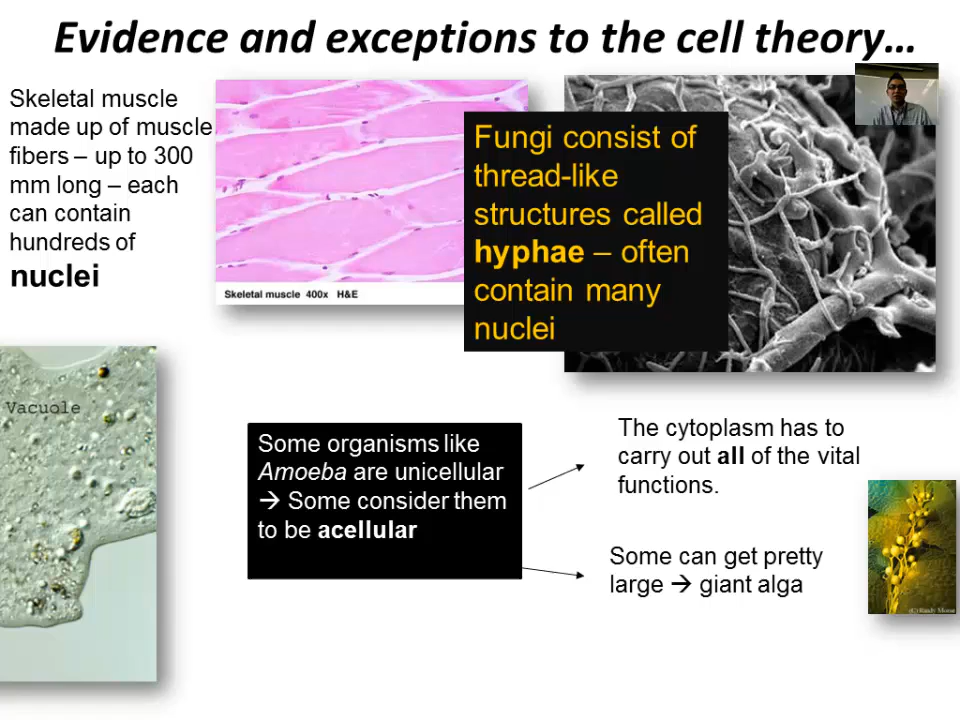 Evidence and exceptions to the cell theory…
Skeletal muscle
made up of muscle
fibers – up to 300
mm long – each
can contain
hundreds of
nuclei
Skeletal muscle 400x H&E
Fungi consist of
thread-like
structures called
hyphae – often
contain many
nuclei
Vacuole
Some organisms like
Amoeba are unicellular
→ Some consider them
to be acellular
The cytoplasm has to
carry out all of the vital
functions.
Some can get pretty
large → giant alga